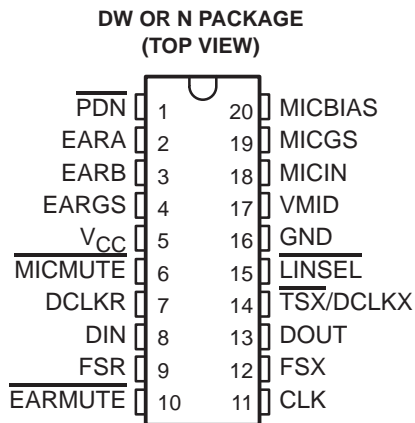 DW OR N PACKAGE
(TOP VIEW)
PDN 1 20 MICBIAS
EARA 2 19 MICGS
EARB 3 18 MICIN
EARGS 4 17 VMID
VCC 5 16 GND
MICMUTE 6 15 LINSEL
DCLKR 7 14 TSX/DCLKX
DIN 8 13 DOUT
FSR 9 12 FSX
EARMUTE 10 11 CLK